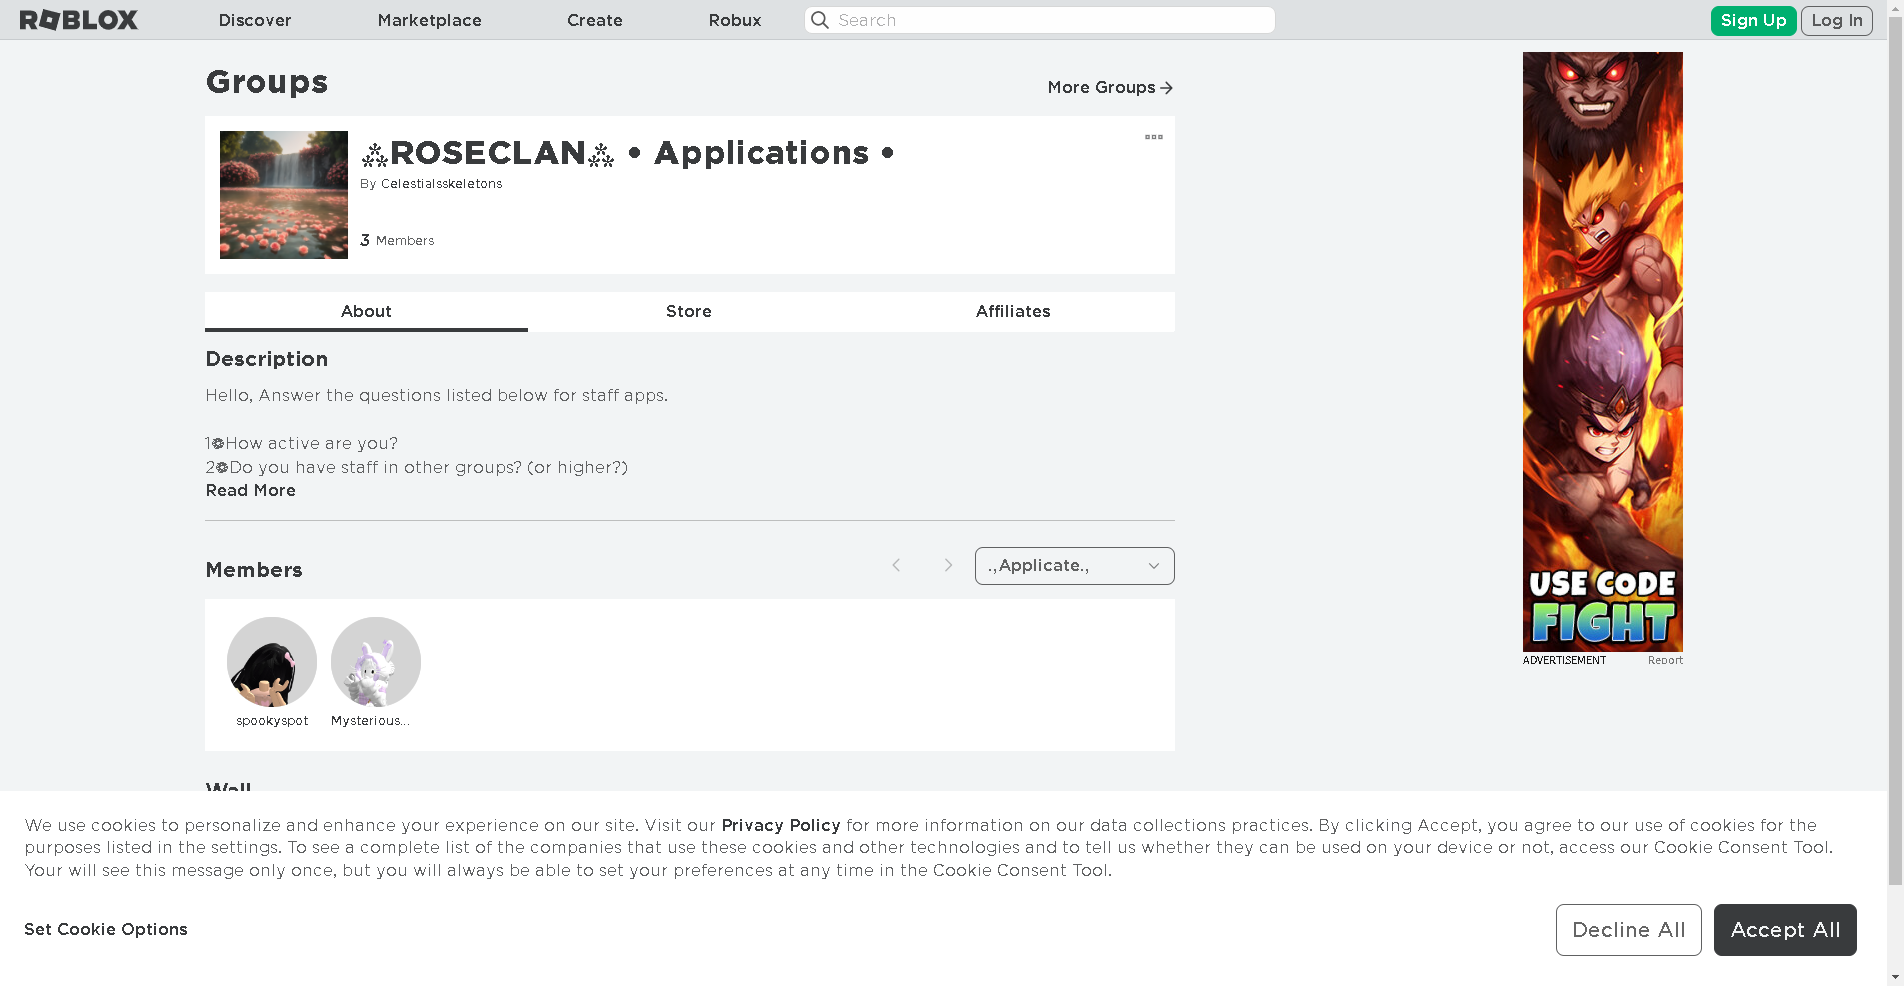 ROBLOX
Discover
Marketplace
Create
Robux
Search
Sign Up
Log In
Groups
More Groups
⁂ROSECLAN⁂ • Applications •
By Celestialsskeletons
3 Members
About
Store
Affiliates
Description
Hello, Answer the questions listed below for staff apps.
1❁How active are you?
2❁Do you have staff in other groups? (or higher?)
Read More
Members
.,Applicate.,
spookyspot
Mysterious...
Wall
USE CODE
FIGHT
ADVERTISEMENT
Report
We use cookies to personalize and enhance your experience on our site. Visit our Privacy Policy for more information on our data collections practices. By clicking Accept, you agree to our use of cookies for the
purposes listed in the settings. To see a complete list of the companies that use these cookies and other technologies and to tell us whether they can be used on your device or not, access our Cookie Consent Tool.
Your will see this message only once, but you will always be able to set your preferences at any time in the Cookie Consent Tool.
Set Cookie Options
Decline All
Accept All